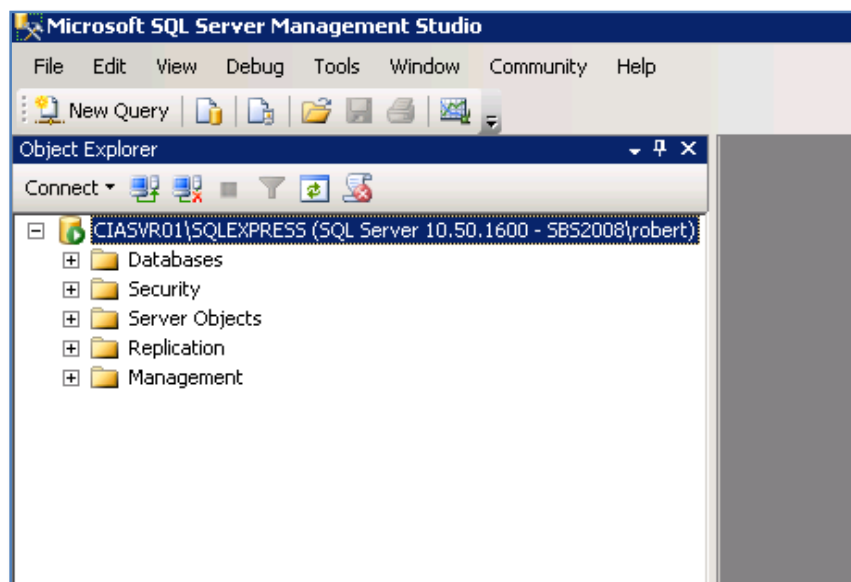 Microsoft SQL Server Management Studio
File Edit View Debug Tools Window Community Help
New Query
Object Explorer
Connect
CIASVR01\SQLEXPRESS (SQL Server 10.50.1600 - SBS2008\robert)
Databases
Security
Server Objects
Replication
Management